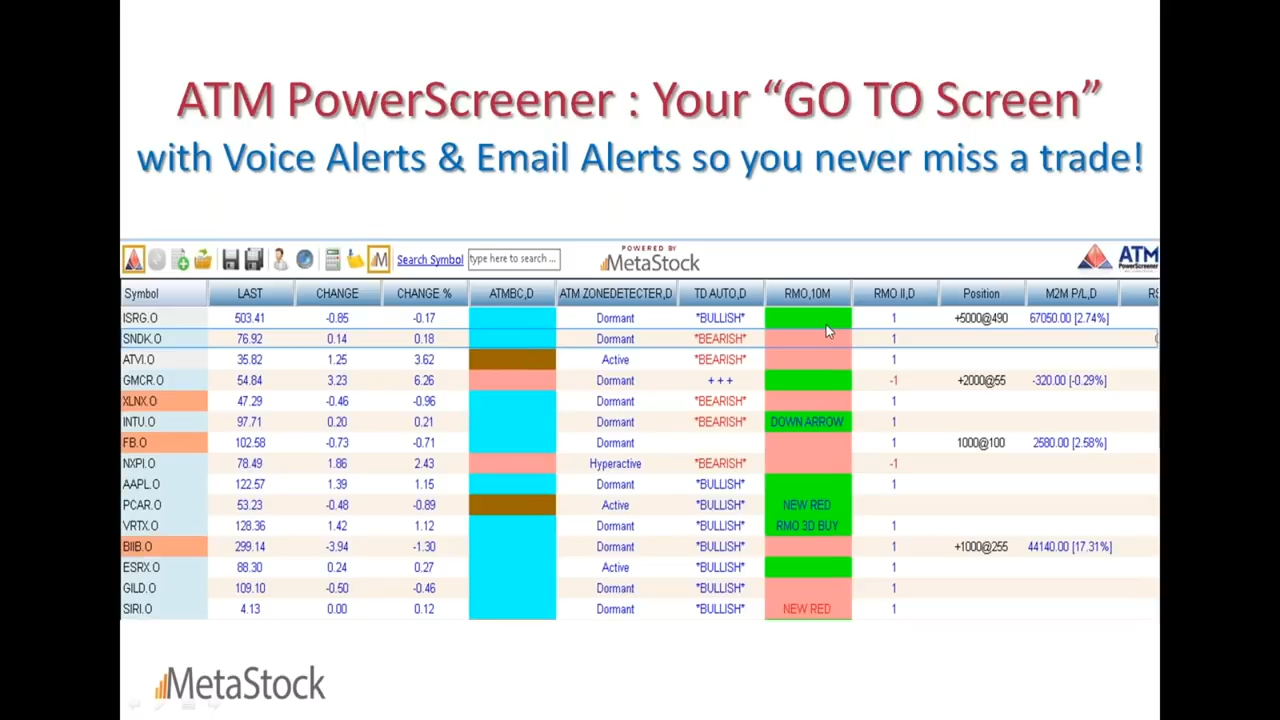 ATM PowerScreener : Your “GO TO Screen”
with Voice Alerts & Email Alerts so you never miss a trade!
Search Symbol type here to search ... POWERED BY MetaStock ATM PowerScreener
Symbol LAST CHANGE CHANGE % ATMBC,D ATM ZONEDETECTER,D TD AUTO,D RMO,10M RMO II,D Position M2M P/L,D
ISRG.O 503.41 -0.85 -0.17 Dormant *BULLISH* 1 +5000@490 67050.00 [2.74%]
SNDK.O 76.92 0.14 0.18 Dormant *BEARISH* 1
ATVI.O 35.82 1.25 3.62 Active *BEARISH* 1
GMCR.O 54.84 3.23 6.26 Dormant + + + -1 +2000@55 -320.00 [-0.29%]
XLNX.O 47.29 -0.46 -0.96 Dormant *BEARISH* 1
INTU.O 97.71 0.20 0.21 Dormant *BEARISH* DOWN ARROW 1
FB.O 102.58 -0.73 -0.71 Dormant 1 1000@100 2580.00 [2.58%]
NXPI.O 78.49 1.86 2.43 Hyperactive *BEARISH* -1
AAPL.O 122.57 1.39 1.15 Dormant *BULLISH* 1
PCAR.O 53.23 -0.48 -0.89 Active *BULLISH* NEW RED
VRTX.O 128.36 1.42 1.12 Dormant *BULLISH* RMO 3D BUY 1
BIIB.O 299.14 -3.94 -1.30 Dormant *BULLISH* 1 +1000@255 44140.00 [17.31%]
ESRX.O 88.30 0.24 0.27 Active *BULLISH* 1
GILD.O 109.10 -0.50 -0.46 Dormant *BULLISH* 1
SIRI.O 4.13 0.00 0.12 Dormant *BULLISH* NEW RED 1
MetaStock